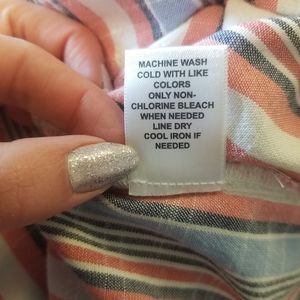 MACHINE WASH
COLD WITH LIKE
COLORS
ONLY NON-
CHLORINE BLEACH
WHEN NEEDED
LINE DRY
COOL IRON IF
NEEDED